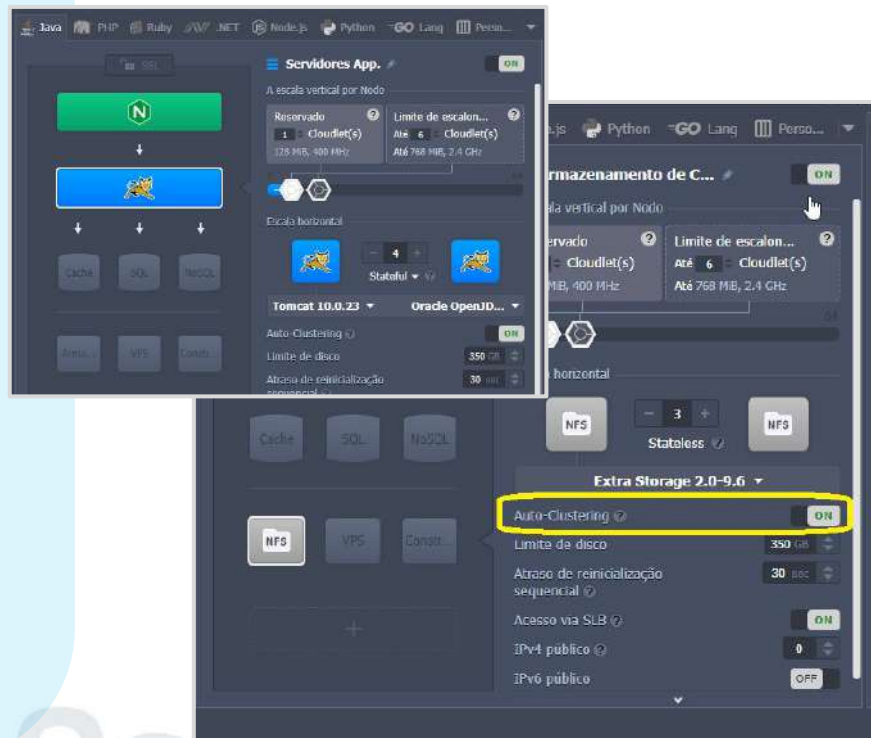 Java PHP Ruby .NET Node.js Python GO Lang Perso...
SSL
Servidores App. ON
A escala vertical por Nodo
Reservado ? Limite de escalon... ?
1 Cloudlet(s) Até 6 Cloudlet(s)
128 MiB, 400 MHz Até 768 MiB, 2.4 GHz
Escala horizontal
4
Stateful
Tomcat 10.0.23 Oracle OpenJD...
Cache SQL NoSQL
Auto-Clustering ? ON
Limite de disco 350 GB
Atraso de reinicialização 30 sec
sequencial ?
VPS Constr...
.js Python GO Lang Perso...
rmazenamento de C... ON
ala vertical por Nodo
ervado ? Limite de escalon... ?
Cloudlet(s) Até 6 Cloudlet(s)
MiB, 400 MHz Até 768 MiB, 2.4 GHz
horizontal
NFS 3 NFS
Stateless ?
Cache SQL NoSQL
Extra Storage 2.0-9.6
Auto-Clustering ? ON
NFS VPS Constr...
Limite de disco 350 GB
Atraso de reinicialização 30 sec
sequencial ?
Acesso via SLB ? ON
IPv4 público ? 0
IPv6 público OFF